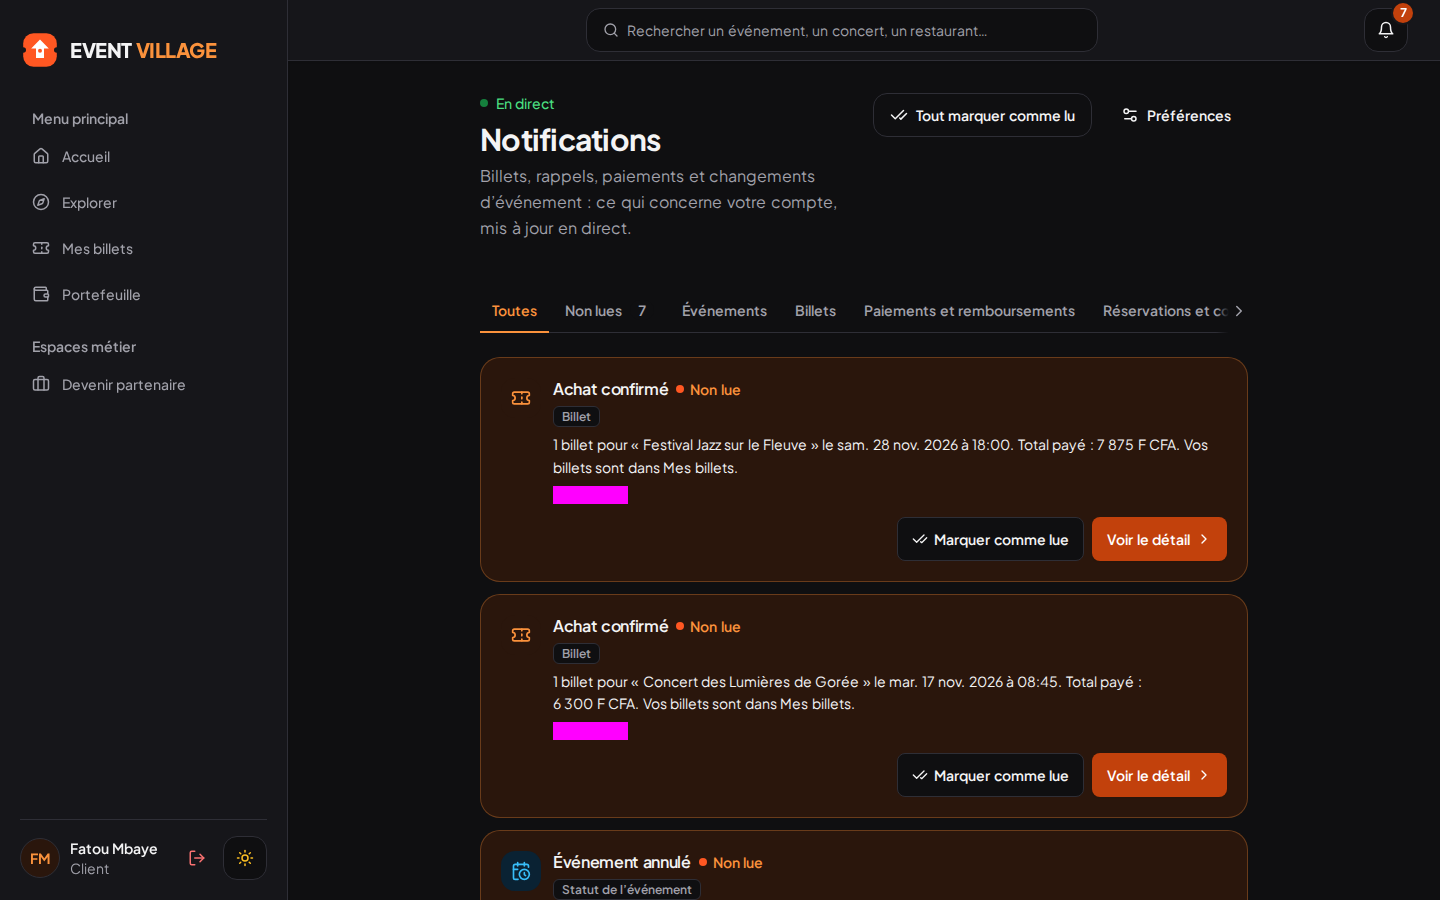 EVENT VILLAGE
Rechercher un événement, un concert, un restaurant...
7
Menu principal
Accueil
Explorer
Mes billets
Portefeuille
Espaces métier
Devenir partenaire
FM
Fatou Mbaye
Client
En direct
Notifications
Billets, rappels, paiements et changements
d’événement : ce qui concerne votre compte,
mis à jour en direct.
Tout marquer comme lu
Préférences
Toutes
Non lues 7
Événements
Billets
Paiements et remboursements
Réservations et
Achat confirmé
Non lue
Billet
1 billet pour « Festival Jazz sur le Fleuve » le sam. 28 nov. 2026 à 18:00. Total payé : 7 875 F CFA. Vos
billets sont dans Mes billets.
Marquer comme lue
Voir le détail
Achat confirmé
Non lue
Billet
1 billet pour « Concert des Lumières de Gorée » le mar. 17 nov. 2026 à 08:45. Total payé :
6 300 F CFA. Vos billets sont dans Mes billets.
Marquer comme lue
Voir le détail
Événement annulé
Non lue
Statut de l’événement